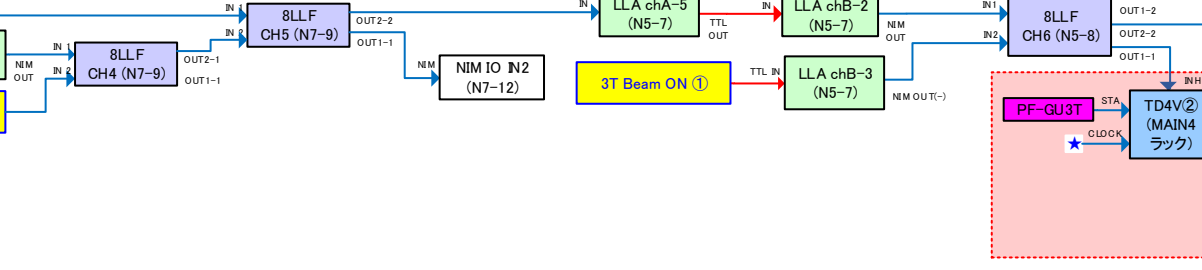 IN 1
8LLF
CH5 (N7-9)
IN 2
OUT2-2
OUT1-1
IN
LLA chA-5
(N5-7)
TTL
OUT
IN
LLA chB-2
(N5-7)
NIM
OUT
IN1
8LLF
CH6 (N5-8)
IN2
OUT1-2
OUT2-2
OUT1-1
NIM
OUT
IN 1
IN 2
8LLF
CH4 (N7-9)
OUT2-1
OUT1-1
NIM
NIM IO IN2
(N7-12)
3T Beam ON ①
TTL IN
LLA chB-3
(N5-7)
NIM OUT(-)
INH
PF-GU3T
STA
★
CLOCK
TD4V②
(MAIN4
ラック)